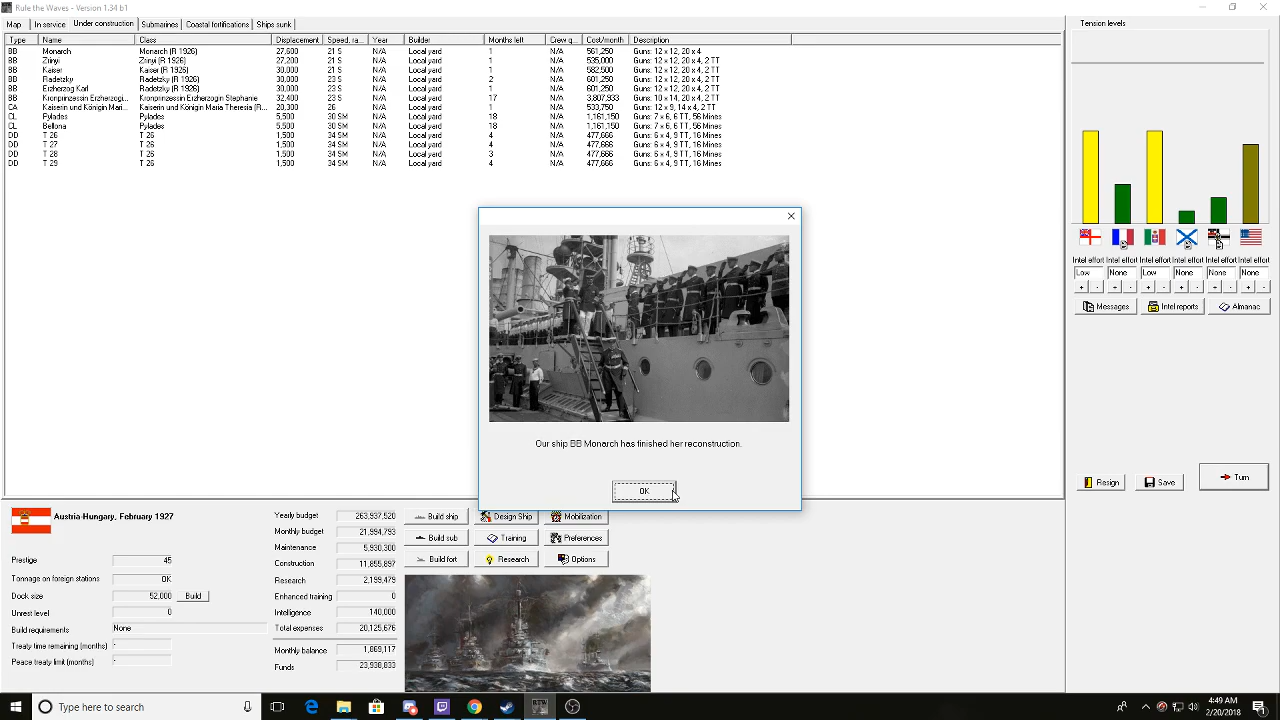 Rule the Waves - Version 1.34 b1
Map In service Under construction Submarines Coastal fortifications Ships sunk
Type Name Class Displacement Speed, ra... Year Builder Months left Crew q... Cost/month Description
BB Monarch Monarch (R 1926) 27,600 21 S N/A Local yard 1 N/A 561,250 Guns: 12 x 12, 20 x 4
BB Zrinyi Zrinyi (R 1926) 27,200 21 S N/A Local yard 1 N/A 535,000 Guns: 12 x 12, 20 x 4, 2 TT
BB Kaiser Kaiser (R 1926) 30,000 21 S N/A Local yard 1 N/A 582,500 Guns: 12 x 12, 20 x 4, 2 TT
BB Radetzky Radetzky (R 1926) 30,000 23 S N/A Local yard 2 N/A 601,250 Guns: 12 x 12, 20 x 4, 2 TT
BB Erzherzog Karl Radetzky (R 1926) 30,000 23 S N/A Local yard 1 N/A 601,250 Guns: 12 x 12, 20 x 4, 2 TT
BB Kronprinzessin Erzherzogi... Kronprinzessin Erzherzogin Stephanie 32,400 23 S N/A Local yard 17 N/A 3,807,933 Guns: 10 x 14, 20 x 4, 2 TT
CA Kaiserin und Königin Mari... Kaiserin und Königin Maria Theresia (R... 20,300 26 N/A Local yard 1 N/A 533,750 Guns: 12 x 9, 14 x 4, 2 TT
CL Pylades Pylades 5,500 30 SM N/A Local yard 18 N/A 1,161,150 Guns: 7 x 6, 6 TT, 56 Mines
CL Bellona Pylades 5,500 30 SM N/A Local yard 18 N/A 1,161,150 Guns: 7 x 6, 6 TT, 56 Mines
DD T 26 T 26 1,500 34 SM N/A Local yard 4 N/A 477,666 Guns: 6 x 4, 9 TT, 16 Mines
DD T 27 T 26 1,500 34 SM N/A Local yard 4 N/A 477,666 Guns: 6 x 4, 9 TT, 16 Mines
DD T 28 T 26 1,500 34 SM N/A Local yard 3 N/A 477,666 Guns: 6 x 4, 9 TT, 16 Mines
DD T 29 T 26 1,500 34 SM N/A Local yard 4 N/A 477,666 Guns: 6 x 4, 9 TT, 16 Mines
Our ship BB Monarch has finished her reconstruction.
OK
Tension levels
Intel effort Intel effort Intel effort Intel effort Intel effort Intel effort
Low None Low None None None
+ - + - + - + - + - + -
Messages Intel reports Almanac
Resign Save Turn
Austria-Hungary, February 1927
Prestige 45
Tonnage on foreign stations OK
Dock size 52,000 Build
Unrest level 0
Build requirements None
Treaty time remaining (months) -
Peace treaty limit (months) -
Yearly budget 263,937,520
Monthly budget 21,994,793
Maintenance 5,930,300
Construction 11,855,897
Research 2,199,479
Enhanced training 0
Intelligence 140,000
Total expenses 20,125,676
Monthly balance 1,869,117
Funds 23,938,833
Build ship Design Ship Mobilization
Build sub Training Preferences
Build fort Research Options
Type here to search
4:49 AM
2/20/2018